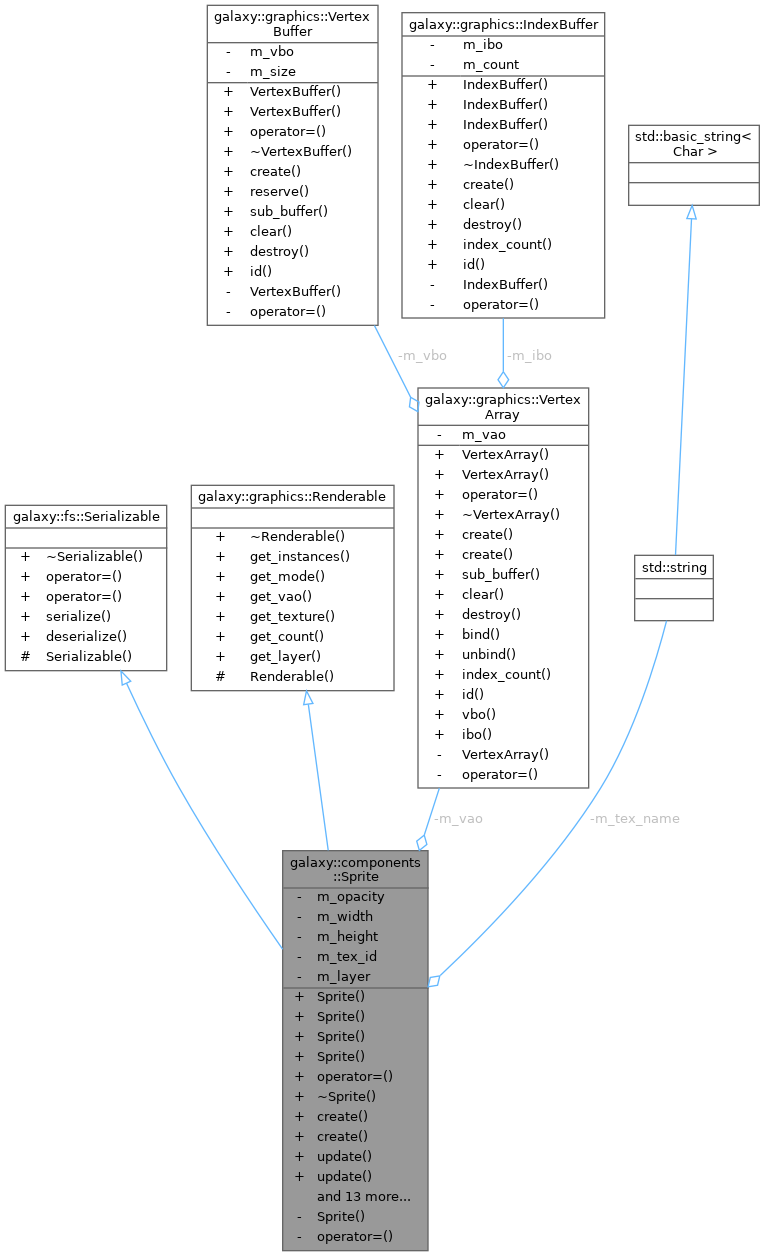 galaxy::graphics::Vertex
Buffer
- m_vbo
- m_size
+ VertexBuffer()
+ VertexBuffer()
+ operator=()
+ ~VertexBuffer()
+ create()
+ reserve()
+ sub_buffer()
+ clear()
+ destroy()
+ id()
- VertexBuffer()
- operator=()
galaxy::graphics::IndexBuffer
- m_ibo
- m_count
+ IndexBuffer()
+ IndexBuffer()
+ IndexBuffer()
+ operator=()
+ ~IndexBuffer()
+ create()
+ clear()
+ destroy()
+ index_count()
+ id()
- IndexBuffer()
- operator=()
std::basic_string<
Char >
-m_vbo
-m_ibo
galaxy::graphics::Vertex
Array
- m_vao
+ VertexArray()
+ VertexArray()
+ operator=()
+ ~VertexArray()
+ create()
+ create()
+ sub_buffer()
+ clear()
+ destroy()
+ bind()
+ unbind()
+ index_count()
+ id()
+ vbo()
+ ibo()
- VertexArray()
- operator=()
galaxy::fs::Serializable
+ ~Serializable()
+ operator=()
+ operator=()
+ serialize()
+ deserialize()
# Serializable()
galaxy::graphics::Renderable
+ ~Renderable()
+ get_instances()
+ get_mode()
+ get_vao()
+ get_texture()
+ get_count()
+ get_layer()
# Renderable()
std::string
-m_vao
-m_tex_name
galaxy::components
::Sprite
- m_opacity
- m_width
- m_height
- m_tex_id
- m_layer
+ Sprite()
+ Sprite()
+ Sprite()
+ Sprite()
+ operator=()
+ ~Sprite()
+ create()
+ create()
+ update()
+ update()
and 13 more...
- Sprite()
- operator=()